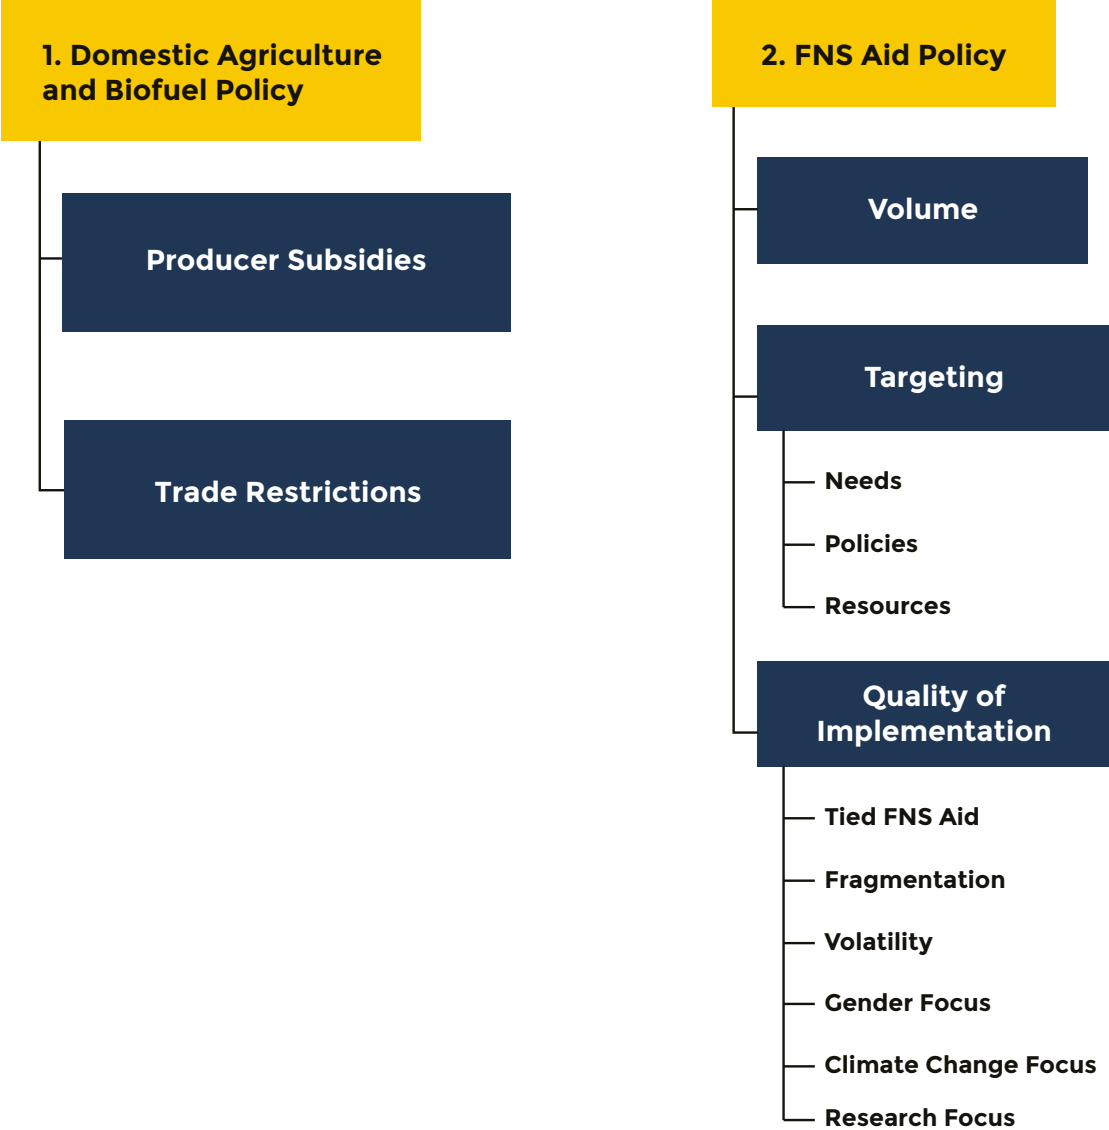 1. Domestic Agriculture
and Biofuel Policy
Producer Subsidies
Trade Restrictions
2. FNS Aid Policy
Volume
Targeting
Needs
Policies
Resources
Quality of
Implementation
Tied FNS Aid
Fragmentation
Volatility
Gender Focus
Climate Change Focus
Research Focus